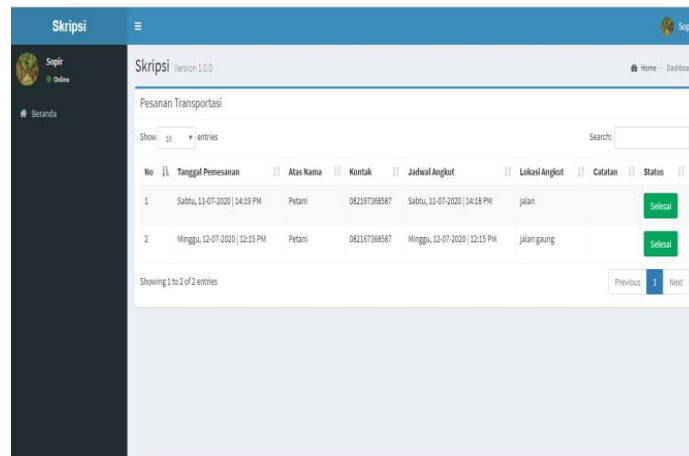 Skripsi
Sop
Sopir
Online
Beranda
Skripsi Version 1.0.0
Home Dashboa
Pesanan Transportasi
Show 10 entries
Search:
No Tanggal Pemesanan Atas Nama Kontak Jadwal Angkut Lokasi Angkut Catatan Status
1 Sabtu, 11-07-2020 | 14:19 PM Petani 082167368587 Sabtu, 11-07-2020 | 14:18 PM jalan Selesai
2 Minggu, 12-07-2020 | 12:15 PM Petani 082167368587 Minggu, 12-07-2020 | 12:15 PM jalan gaung Selesai
Showing 1 to 2 of 2 entries
Previous 1 Next